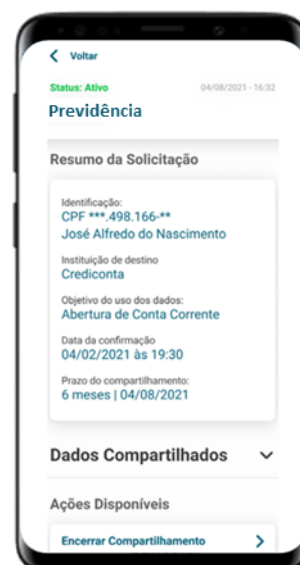 Voltar
Status: Ativo 04/08/2021 - 16:32
Previdência
Resumo da Solicitação
Identificação:
CPF ***.498.166-**
José Alfredo do Nascimento
Instituição de destino
Crediconta
Objetivo do uso dos dados:
Abertura de Conta Corrente
Data da confirmação
04/02/2021 às 19:30
Prazo do compartilhamento:
6 meses | 04/08/2021
Dados Compartilhados
Ações Disponíveis
Encerrar Compartilhamento